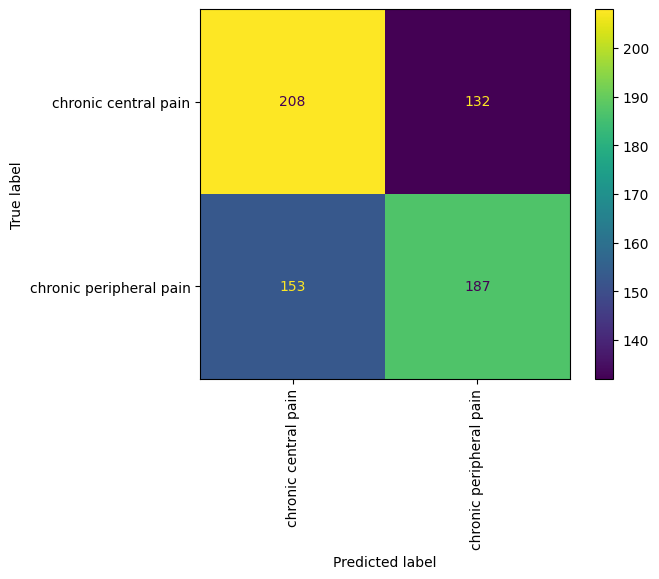 chronic central pain
208
132
chronic peripheral pain
153
187
True label
chronic central pain
chronic peripheral pain
Predicted label
200
190
180
170
160
150
140